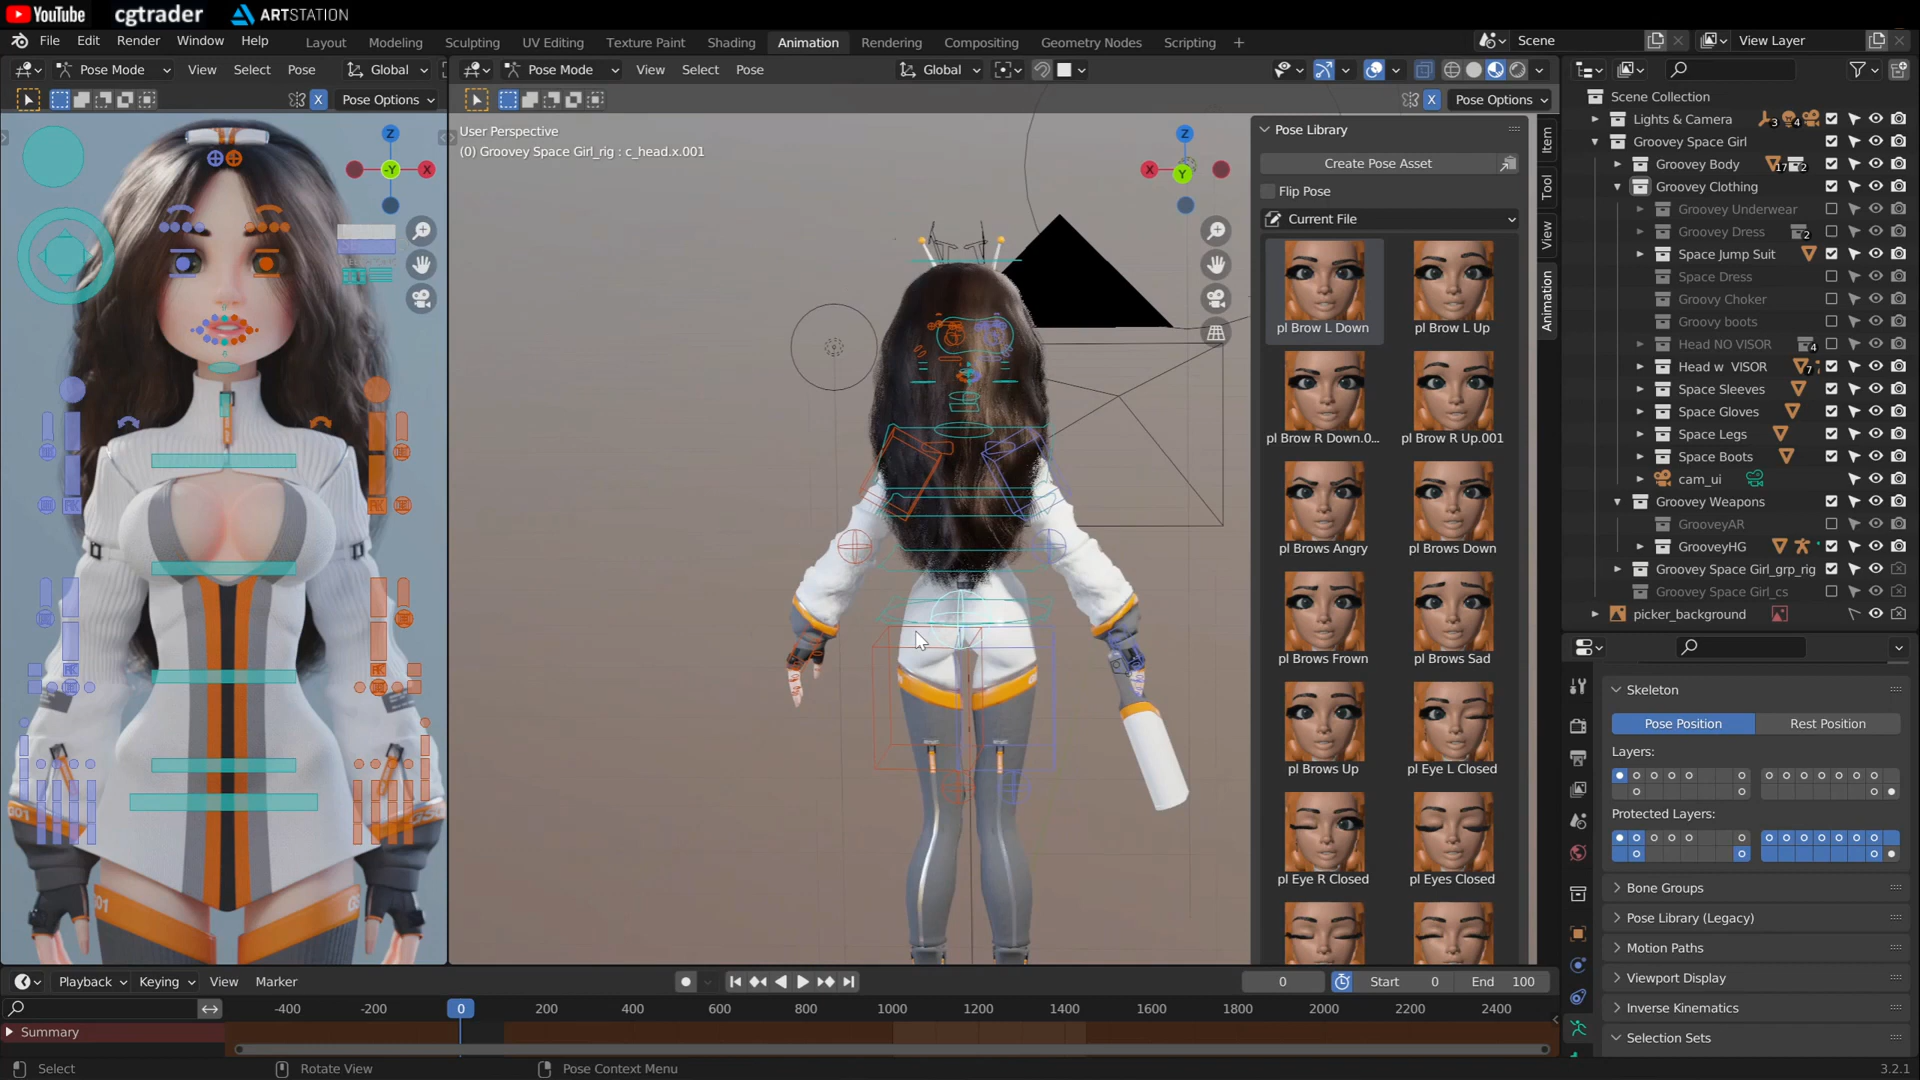 YouTube cgtrader ARTSTATION
File Edit Render Window Help Layout Modeling Sculpting UV Editing Texture Paint Shading Animation Rendering Compositing Geometry Nodes Scripting + Scene View Layer
Pose Mode View Select Pose Global Pose Mode View Select Pose Global
X Pose Options X Pose Options
Scene Collection
Lights & Camera 3 4
Groovey Space Girl
Groovey Body 17 2
Groovey Clothing
Groovey Underwear
Groovey Dress 2
Space Jump Suit
Space Dress
Groovy Choker
Groovy boots
Head NO VISOR 4
Head w VISOR 7
Space Sleeves
Space Gloves
Space Legs
Space Boots
cam_ui
Groovey Weapons
GrooveyAR
GrooveyHG
Groovey Space Girl_grp_rig
Groovey Space Girl_cs
picker_background
Z
-Y X
User Perspective
(0) Groovey Space Girl_rig : c_head.x.001
Z
X Y
Pose Library
Create Pose Asset
Flip Pose
Current File
pl Brow L Down pl Brow L Up
pl Brow R Down.0... pl Brow R Up.001
pl Brows Angry pl Brows Down
pl Brows Frown pl Brows Sad
pl Brows Up pl Eye L Closed
pl Eye R Closed pl Eyes Closed
Item
Tool
View
Animation
Skeleton
Pose Position Rest Position
Layers:
Protected Layers:
Bone Groups
Pose Library (Legacy)
Motion Paths
Viewport Display
Inverse Kinematics
Selection Sets
Playback Keying View Marker 0 Start 0 End 100
-400 -200 0 200 400 600 800 1000 1200 1400 1600 1800 2000 2200 2400
Summary
Select Rotate View Pose Context Menu 3.2.1